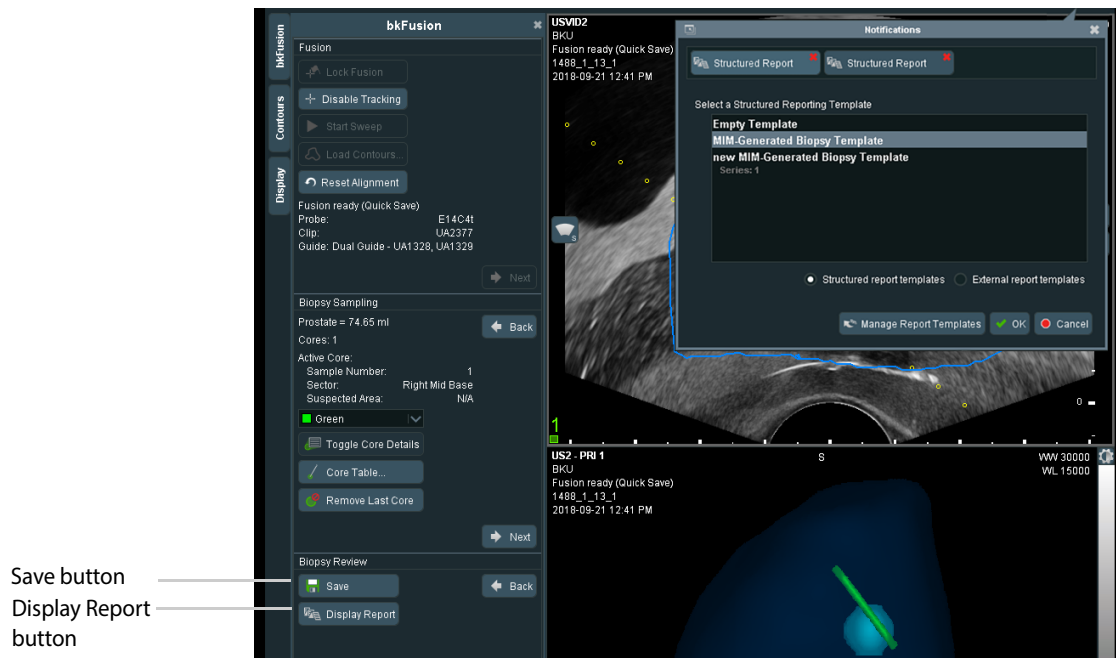 bkFusion
Contours
Display
bkFusion
Fusion
Lock Fusion
Disable Tracking
Start Sweep
Load Contours...
Reset Alignment
Fusion ready (Quick Save)
Probe: E14C4t
Clip: UA2377
Guide: Dual Guide - UA1328, UA1329
Next
Biopsy Sampling
Prostate = 74.65 ml
Back
Cores: 1
Active Core:
Sample Number: 1
Sector: Right Mid Base
Suspected Area: N/A
Green
Toggle Core Details
Core Table...
Remove Last Core
Next
Biopsy Review
Save
Back
Display Report
Save button
Display Report
button
USVID2
BKU
Fusion ready (Quick Save)
1488_1_13_1
2018-09-21 12:41 PM
S
1
0
Notifications
Structured Report
Structured Report
Select a Structured Reporting Template
Empty Template
MIM-Generated Biopsy Template
new MIM-Generated Biopsy Template
Series: 1
Structured report templates
External report templates
Manage Report Templates
OK
Cancel
US2 - PRI 1
BKU
Fusion ready (Quick Save)
1488_1_13_1
2018-09-21 12:41 PM
S
WW 30000
WL 15000